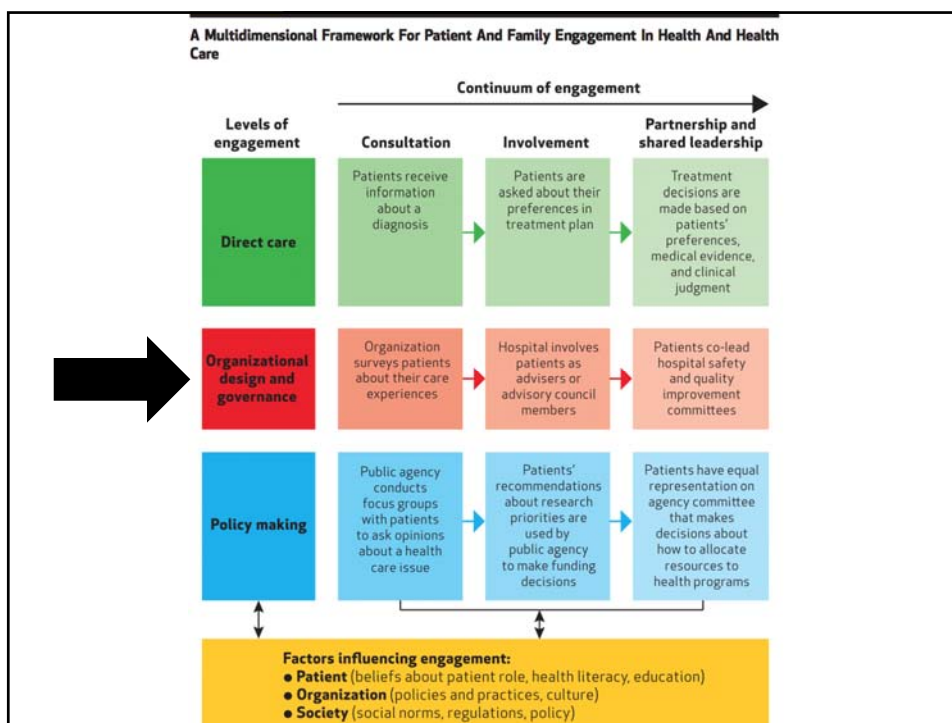 A Multidimensional Framework For Patient And Family Engagement In Health And Health
Care
Continuum of engagement
Levels of
engagement
Consultation
Involvement
Partnership and
shared leadership
Direct care
Patients receive
information
about a
diagnosis
Patients are
asked about their
preferences in
treatment plan
Treatment
decisions are
made based on
patients'
preferences,
medical evidence,
and clinical
judgment
Organizational
design and
governance
Organization
surveys patients
about their care
experiences
Hospital involves
patients as
advisers or
advisory council
members
Patients co-lead
hospital safety
and quality
improvement
committees
Policy making
Public agency
conducts
focus groups
with patients
to ask opinions
about a health
care issue
Patients'
recommendations
about research
priorities are
used by
public agency
to make funding
decisions
Patients have equal
representation on
agency committee
that makes
decisions about
how to allocate
resources to
health programs
Factors influencing engagement:
● Patient (beliefs about patient role, health literacy, education)
● Organization (policies and practices, culture)
● Society (social norms, regulations, policy)